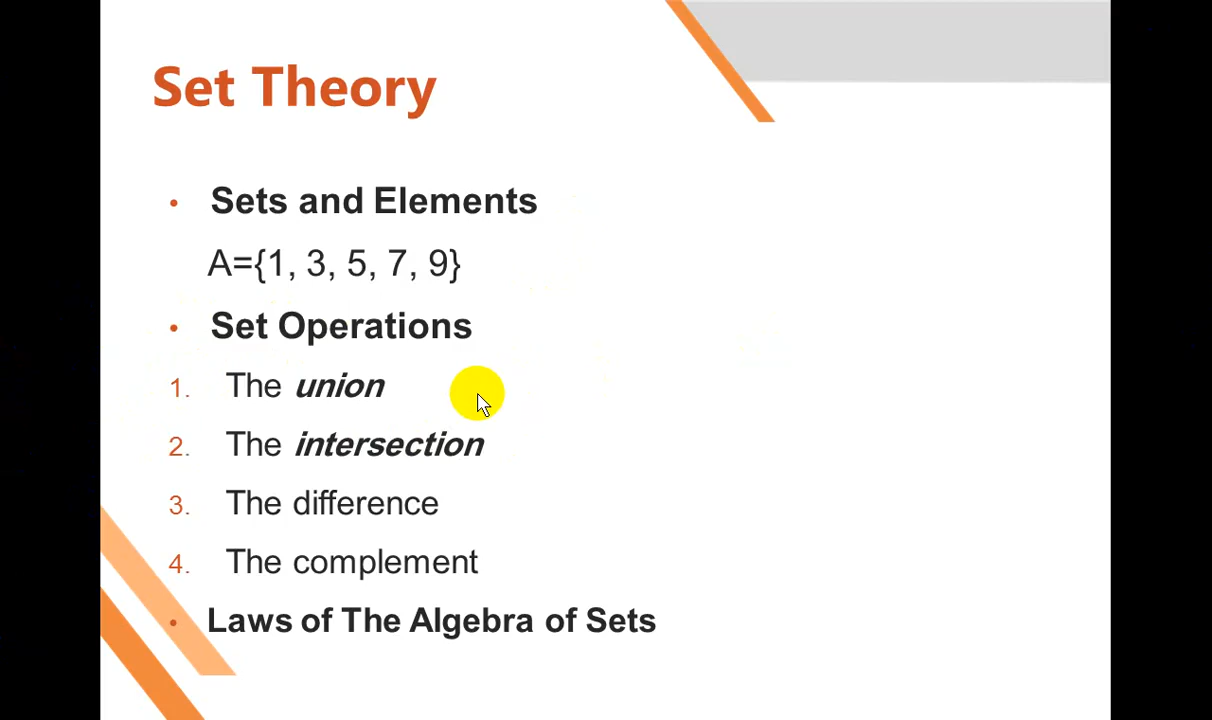 Set Theory
• Sets and Elements
A={1, 3, 5, 7, 9}
• Set Operations
1. The union
2. The intersection
3. The difference
4. The complement
• Laws of The Algebra of Sets